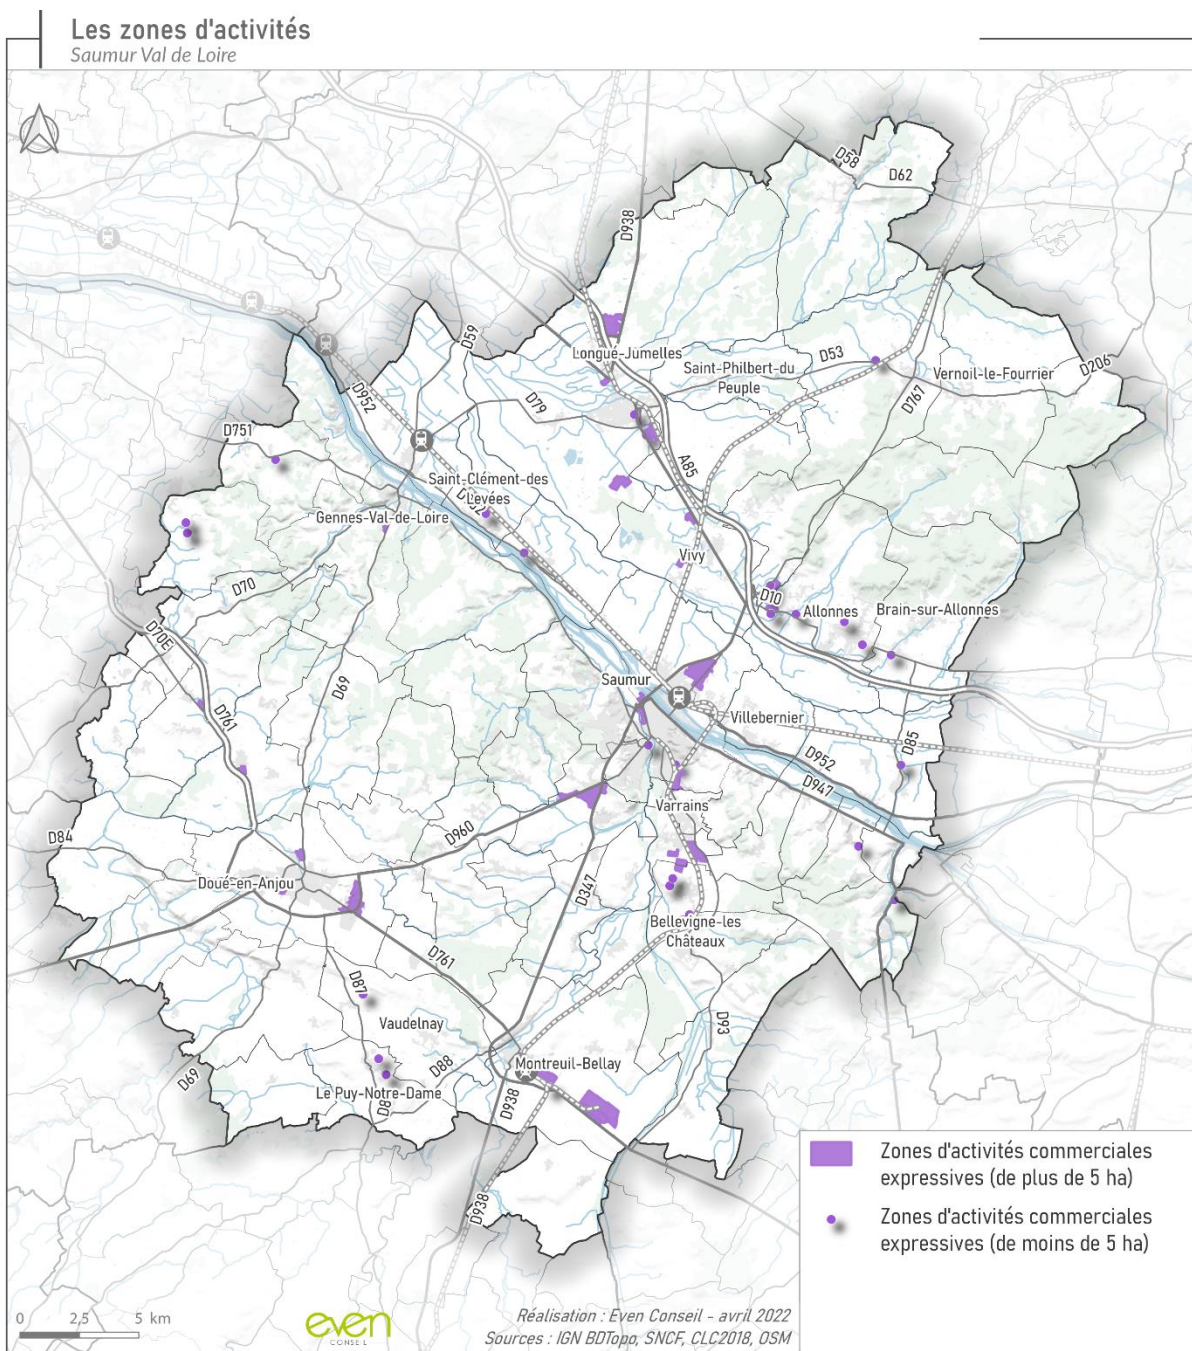 Les zones d'activités
Saumur Val de Loire
D58
D62
D938
D59
D952
Longué-Jumelles
Saint-Philbert-du
Peuple
D53
Vernoil-le-Fourrier
D206
D767
D79
D751
A85
Saint-Clément-des
Levées
Gennes-Val-de-Loire
Vivy
D70
D10
Allonnes
Brain-sur-Allonnes
D70E
D69
Saumur
D761
Villebernier
D952
D85
D947
Varrains
D960
D84
Doué-en-Anjou
D347
Bellevigne-les
Châteaux
D761
D87
Vaudelnay
D93
D88
Montreuil-Bellay
D69
Le Puy-Notre-Dame
D938
D938
Zones d'activités commerciales
expressives (de plus de 5 ha)
Zones d'activités commerciales
expressives (de moins de 5 ha)
0 2,5 5 km
even
CONSEIL
Réalisation : Even Conseil - avril 2022
Sources : IGN BDTopo, SNCF, CLC2018, OSM